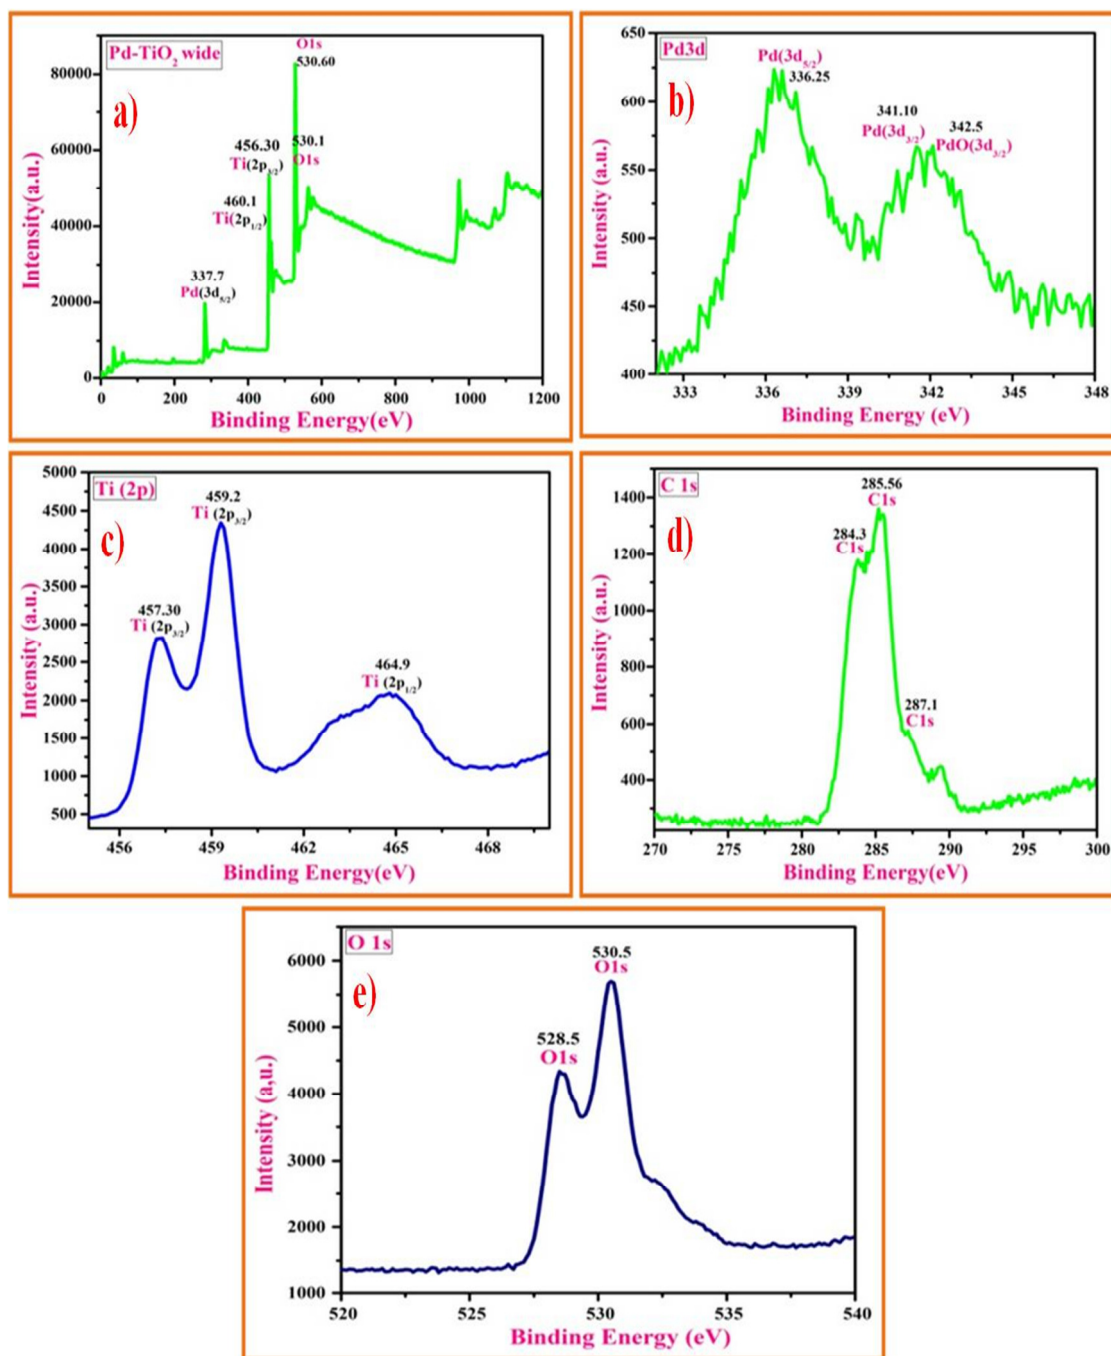 Pd-TiO₂ wide
a)
O1s
530.60
456.30
Ti(2p₃/₂)
530.1
O1s
460.1
Ti(2p₁/₂)
337.7
Pd(3d₅/₂)
80000
60000
40000
20000
0
0 200 400 600 800 1000 1200
Intensity(a.u.)
Binding Energy(eV)
Pd3d
b)
Pd(3d₅/₂)
336.25
341.10
Pd(3d₃/₂)
342.5
PdO(3d₃/₂)
650
600
550
500
450
400
333 336 339 342 345 348
Intensity (a.u.)
Binding Energy (eV)
Ti (2p)
c)
459.2
Ti (2p₃/₂)
457.30
Ti (2p₃/₂)
464.9
Ti (2p₁/₂)
5000
4500
4000
3500
3000
2500
2000
1500
1000
500
456 459 462 465 468
Intensity (a.u.)
Binding Energy(eV)
C 1s
d)
285.56
C1s
284.3
C1s
287.1
C1s
1400
1200
1000
800
600
400
270 275 280 285 290 295 300
Intensity (a.u.)
Binding Energy(eV)
O 1s
e)
530.5
O1s
528.5
O1s
6000
5000
4000
3000
2000
1000
520 525 530 535 540
Intensity (a,u.)
Binding Energy (eV)